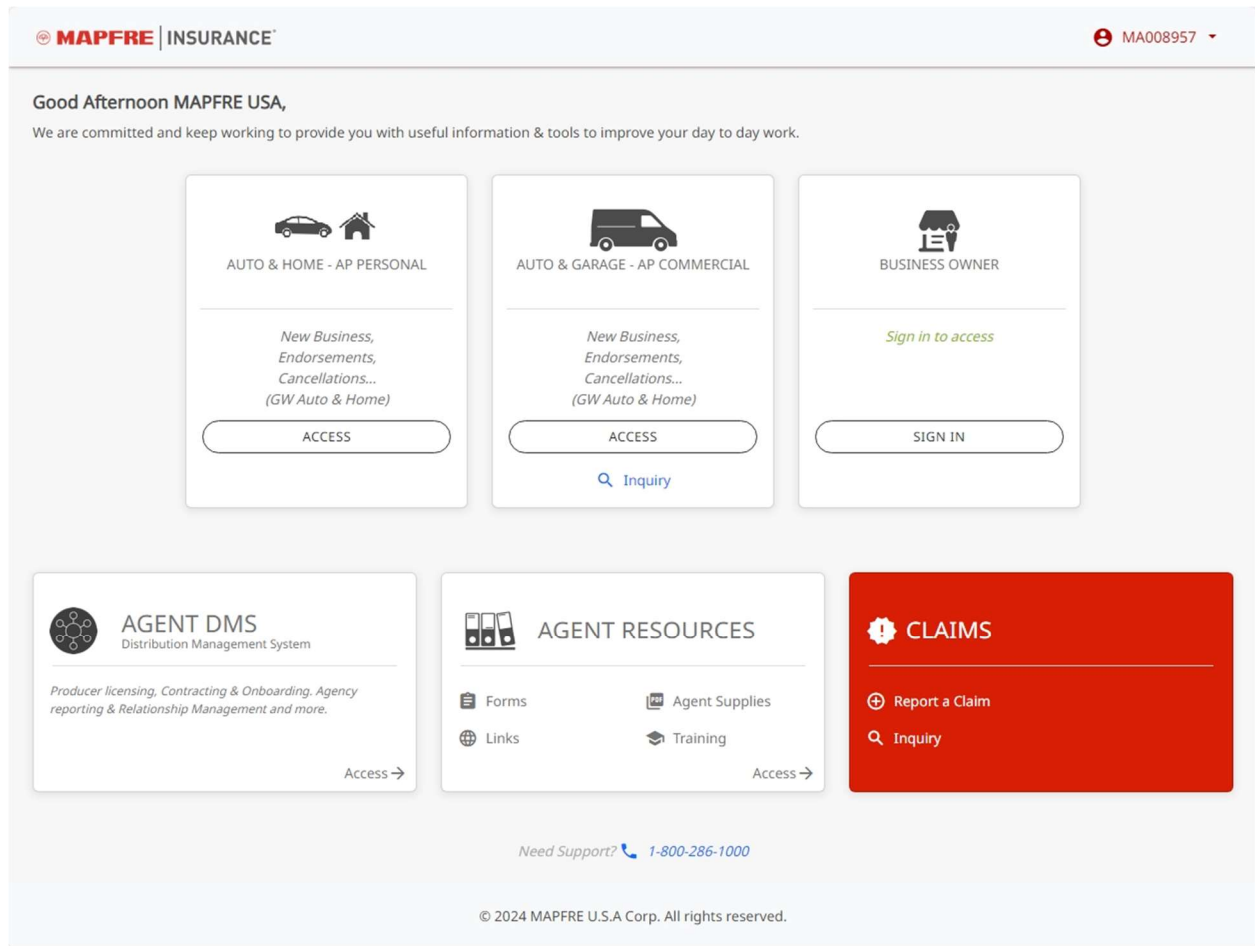 MAPFRE | INSURANCE®
MA008957
Good Afternoon MAPFRE USA,
We are committed and keep working to provide you with useful information & tools to improve your day to day work.
AUTO & HOME - AP PERSONAL
New Business,
Endorsements,
Cancellations...
(GW Auto & Home)
ACCESS
AUTO & GARAGE - AP COMMERCIAL
New Business,
Endorsements,
Cancellations...
(GW Auto & Home)
ACCESS
Inquiry
BUSINESS OWNER
Sign in to access
SIGN IN
AGENT DMS
Distribution Management System
Producer licensing, Contracting & Onboarding. Agency
reporting & Relationship Management and more.
Access
AGENT RESOURCES
Forms
Agent Supplies
Links
Training
Access
CLAIMS
Report a Claim
Inquiry
Need Support? 1-800-286-1000
© 2024 MAPFRE U.S.A Corp. All rights reserved.